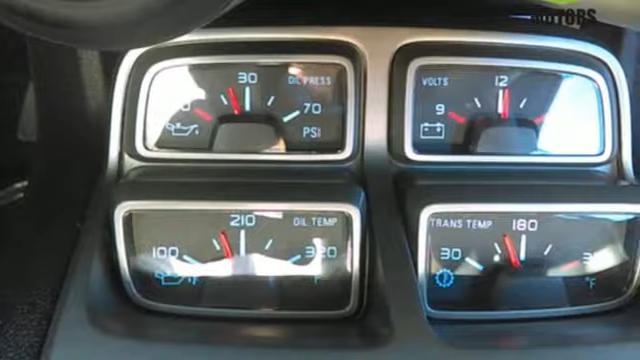 MOTORS
30
OIL PRESS
70
PSI
VOLTS
12
9
210
OIL TEMP
100
320
F
TRANS TEMP
180
30
°F